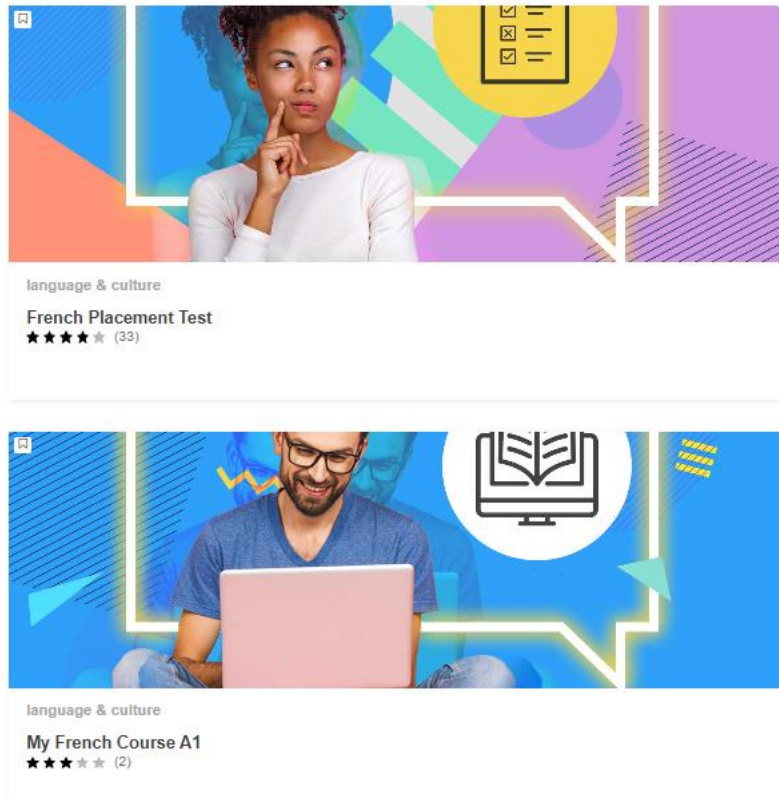 language & culture
French Placement Test
(33)
language & culture
My French Course A1
(2)